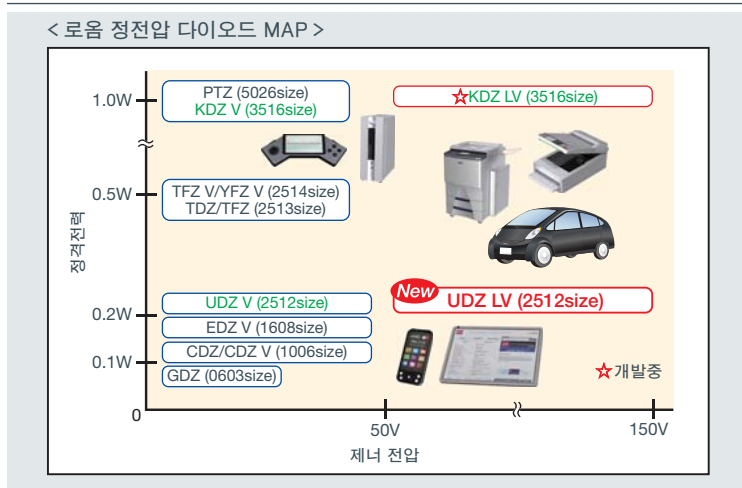 < 로옴 정전압 다이오드 MAP >
1.0W
PTZ (5026size)
KDZ V (3516size)
☆KDZ LV (3516size)
0.5W
TFZ V/YFZ V (2514size)
TDZ/TFZ (2513size)
정격전력
0.2W
UDZ V (2512size)
New
UDZ LV (2512size)
EDZ V (1608size)
0.1W
CDZ/CDZ V (1006size)
GDZ (0603size)
☆개발중
0
50V
150V
제너 전압